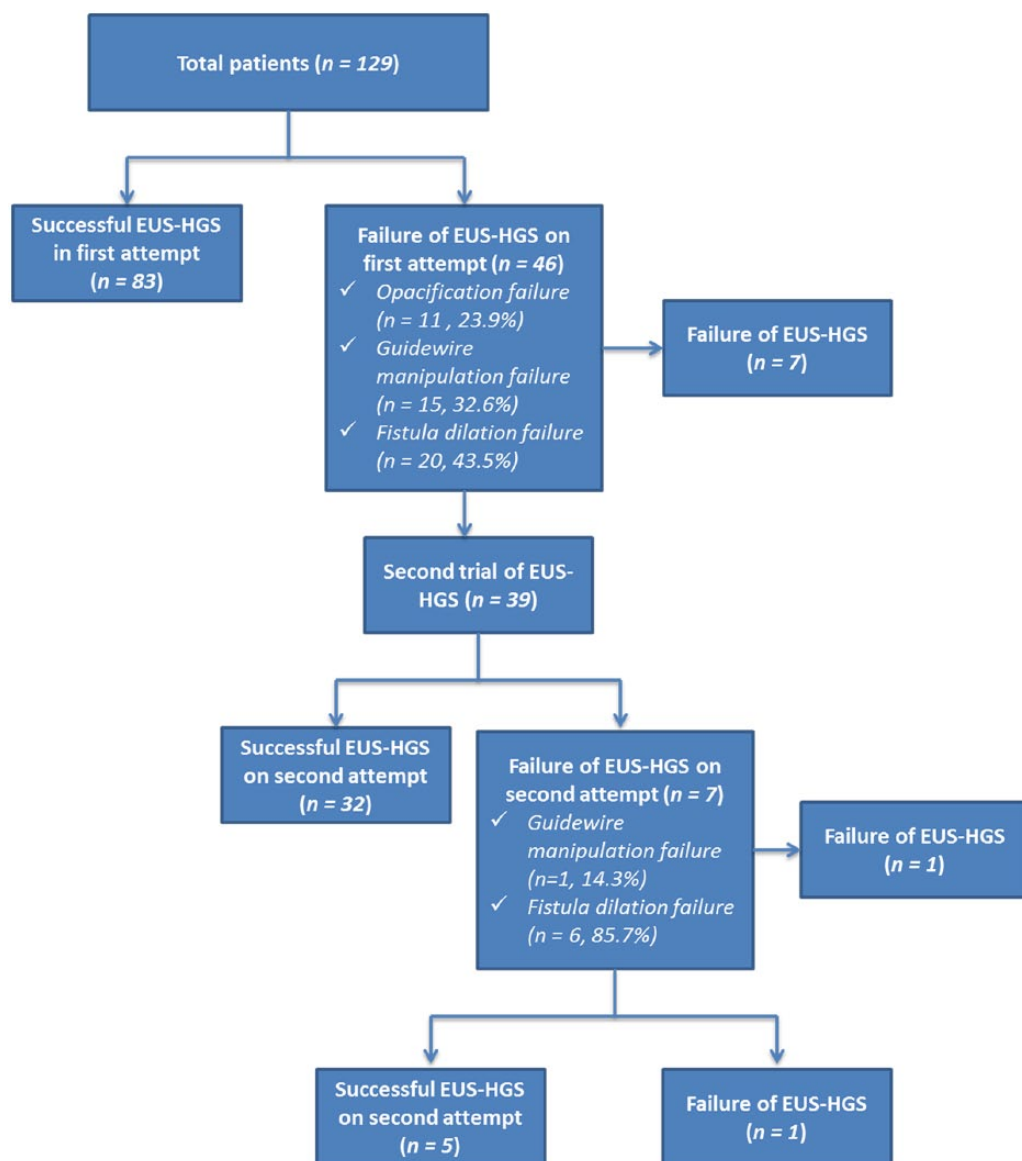 Total patients (n = 129)
Successful EUS-HGS
in first attempt
(n = 83)
Failure of EUS-HGS on
first attempt (n = 46)
✓ Opacification failure
(n = 11 , 23.9%)
✓ Guidewire
manipulation failure
(n = 15, 32.6%)
✓ Fistula dilation failure
(n = 20, 43.5%)
Failure of EUS-HGS
(n = 7)
Second trial of EUS-
HGS (n = 39)
Successful EUS-HGS
on second attempt
(n = 32)
Failure of EUS-HGS on
second attempt (n = 7)
✓ Guidewire
manipulation failure
(n=1, 14.3%)
✓ Fistula dilation failure
(n = 6, 85.7%)
Failure of EUS-HGS
(n = 1)
Successful EUS-HGS
on second attempt
(n = 5)
Failure of EUS-HGS
(n = 1)